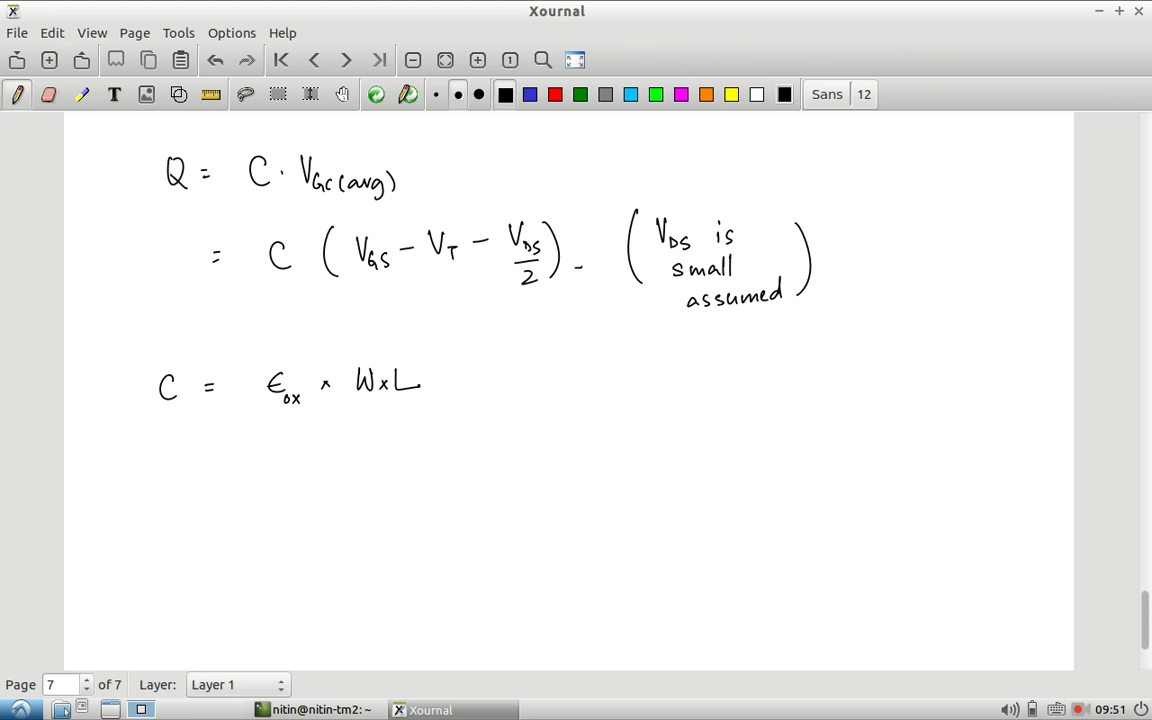 Xournal
File Edit View Page Tools Options Help
Sans 12
Q = C · V_GC(avg)
= C ( V_GS - V_T - V_DS/2 ) - ( V_DS is
small
assumed )
C = ϵ_ox × W×L
Page 7 of 7 Layer: Layer 1
nitin@nitin-tm2: ~ Xournal 09:51